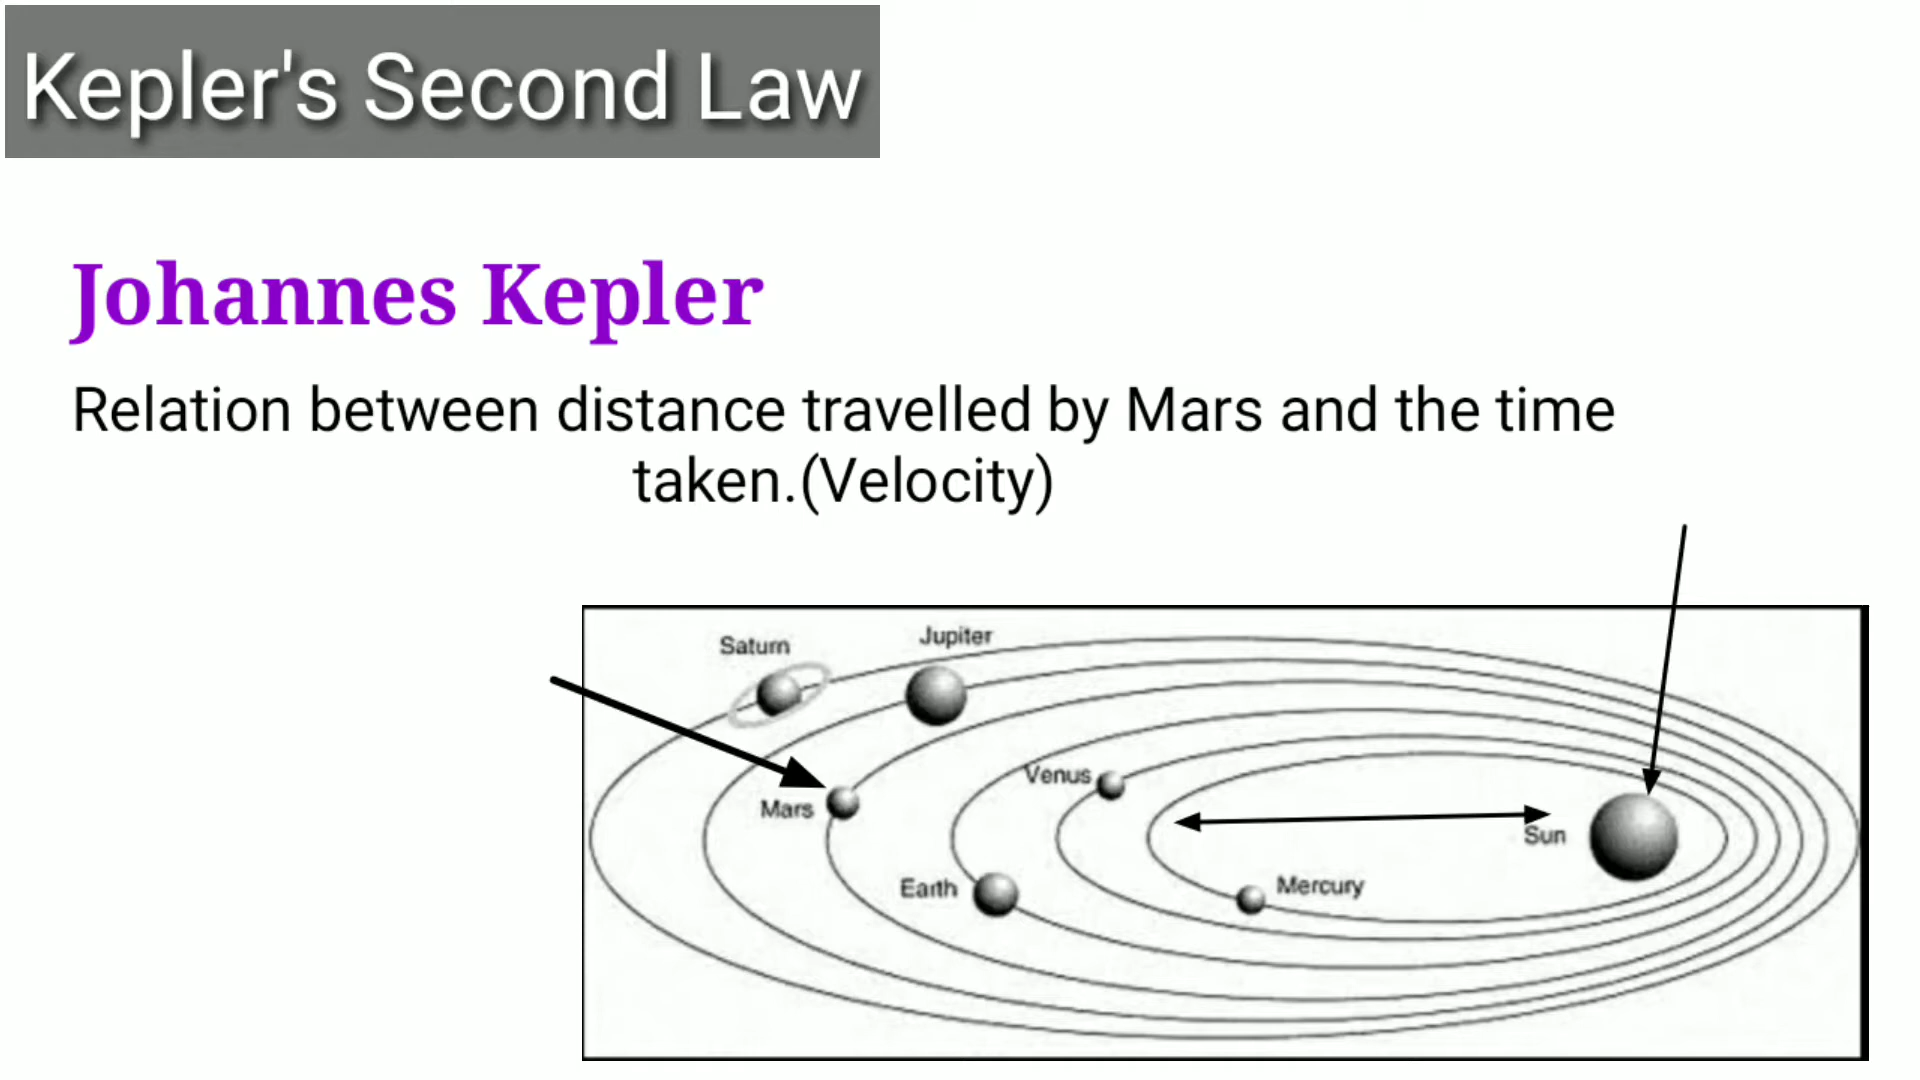 Kepler's Second Law
Johannes Kepler
Relation between distance travelled by Mars and the time
taken.(Velocity)
Saturn
Jupiter
Venus
Mars
Sun
Earth
Mercury